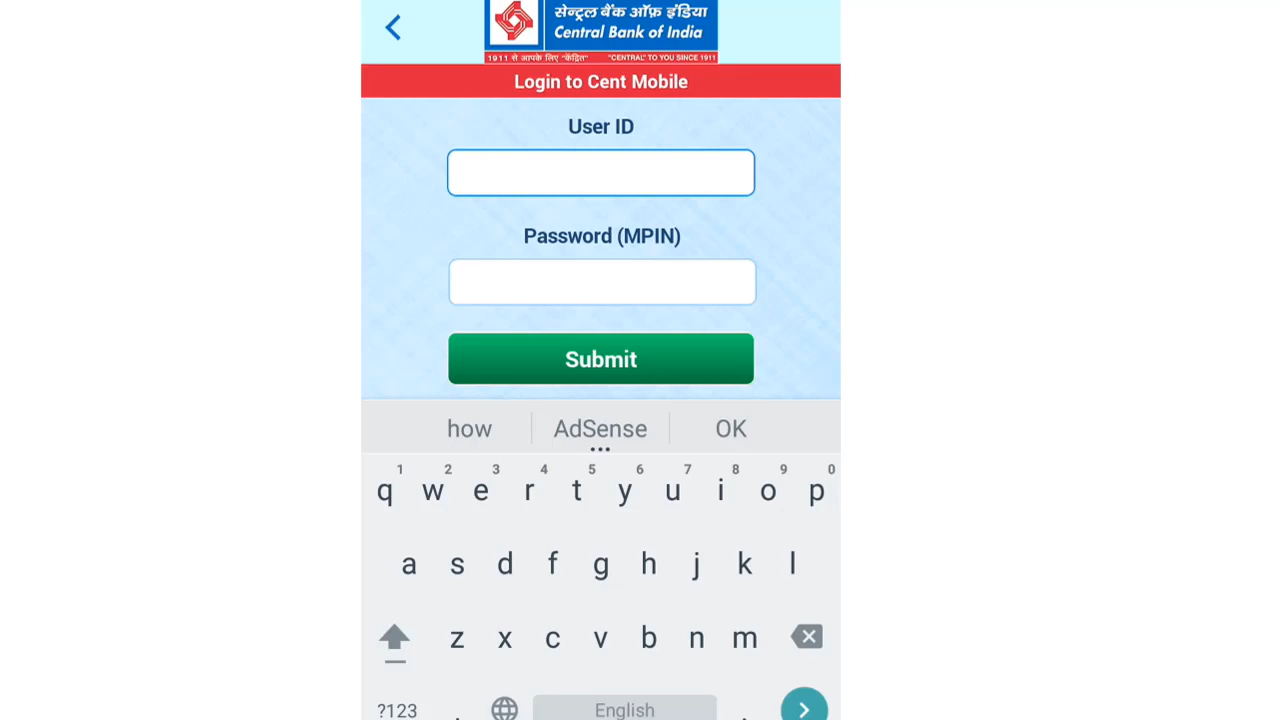 सेन्ट्रल बैंक ऑफ़ इंडिया
Central Bank of India
1911 से आपके लिए "केंद्रित" "CENTRAL" TO YOU SINCE 1911
Login to Cent Mobile
User ID
Password (MPIN)
Submit
how AdSense OK
1 2 3 4 5 6 7 8 9 0
q w e r t y u i o p
a s d f g h j k l
z x c v b n m
?123 , English .